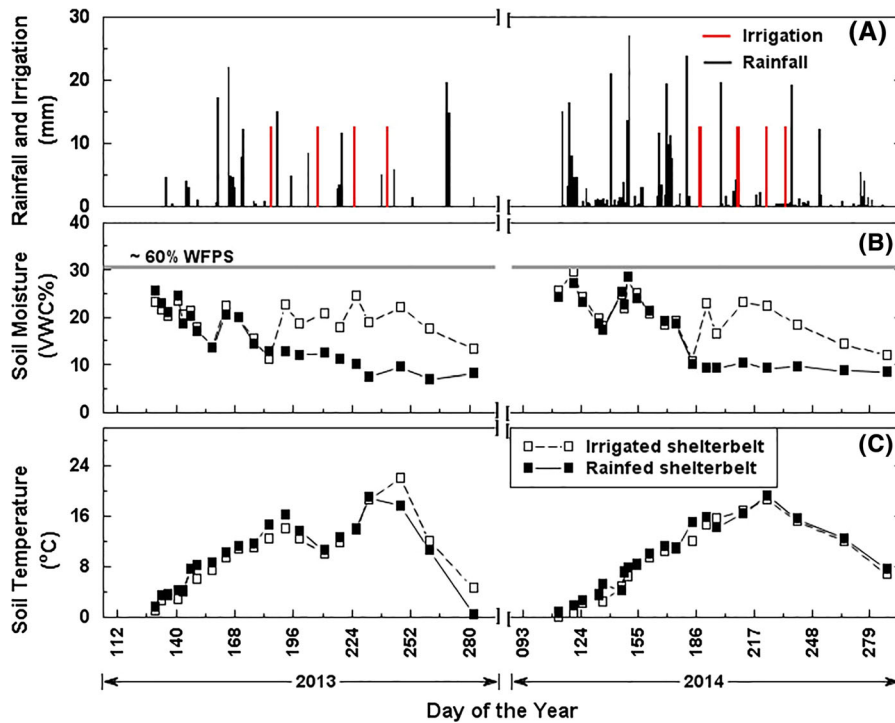 Rainfall and Irrigation
(mm)
30
20
10
0
] [
(A)
Irrigation
Rainfall
] [
Soil Moisture
(VWC%)
40
30
20
10
0
~ 60% WFPS
(B)
] [
Soil Temperature
(ºC)
24
16
8
0
(C)
Irrigated shelterbelt
Rainfed shelterbelt
] [
112 140 168 196 224 252 280 093 124 155 186 217 248 279
2013 ] [ 2014
Day of the Year